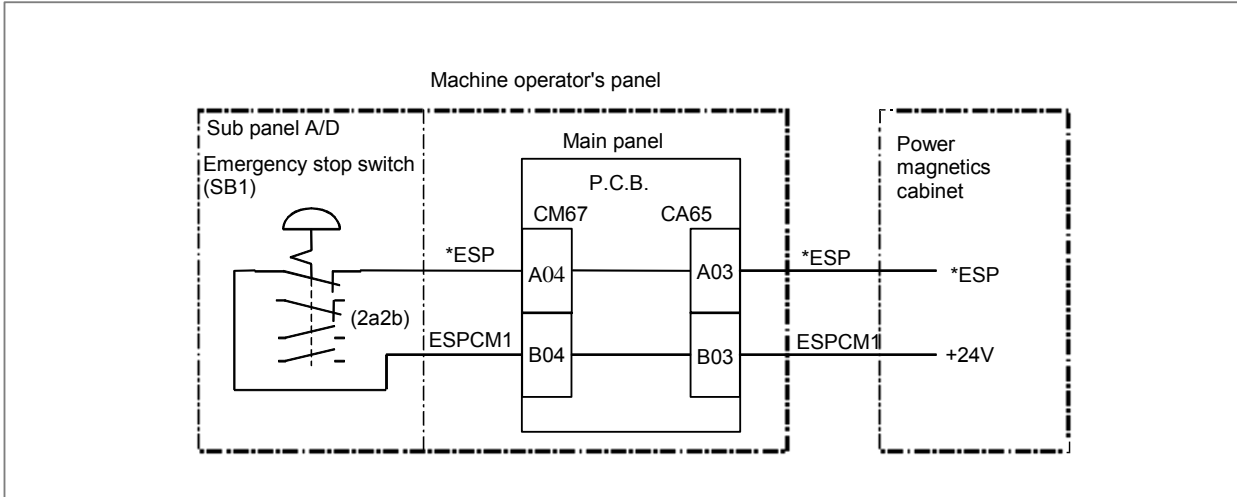 Machine operator's panel
Sub panel A/D
Emergency stop switch
(SB1)
(2a2b)
*ESP
ESPCM1
Main panel
P.C.B.
CM67
CA65
A04
A03
B04
B03
*ESP
ESPCM1
Power
magnetics
cabinet
*ESP
+24V